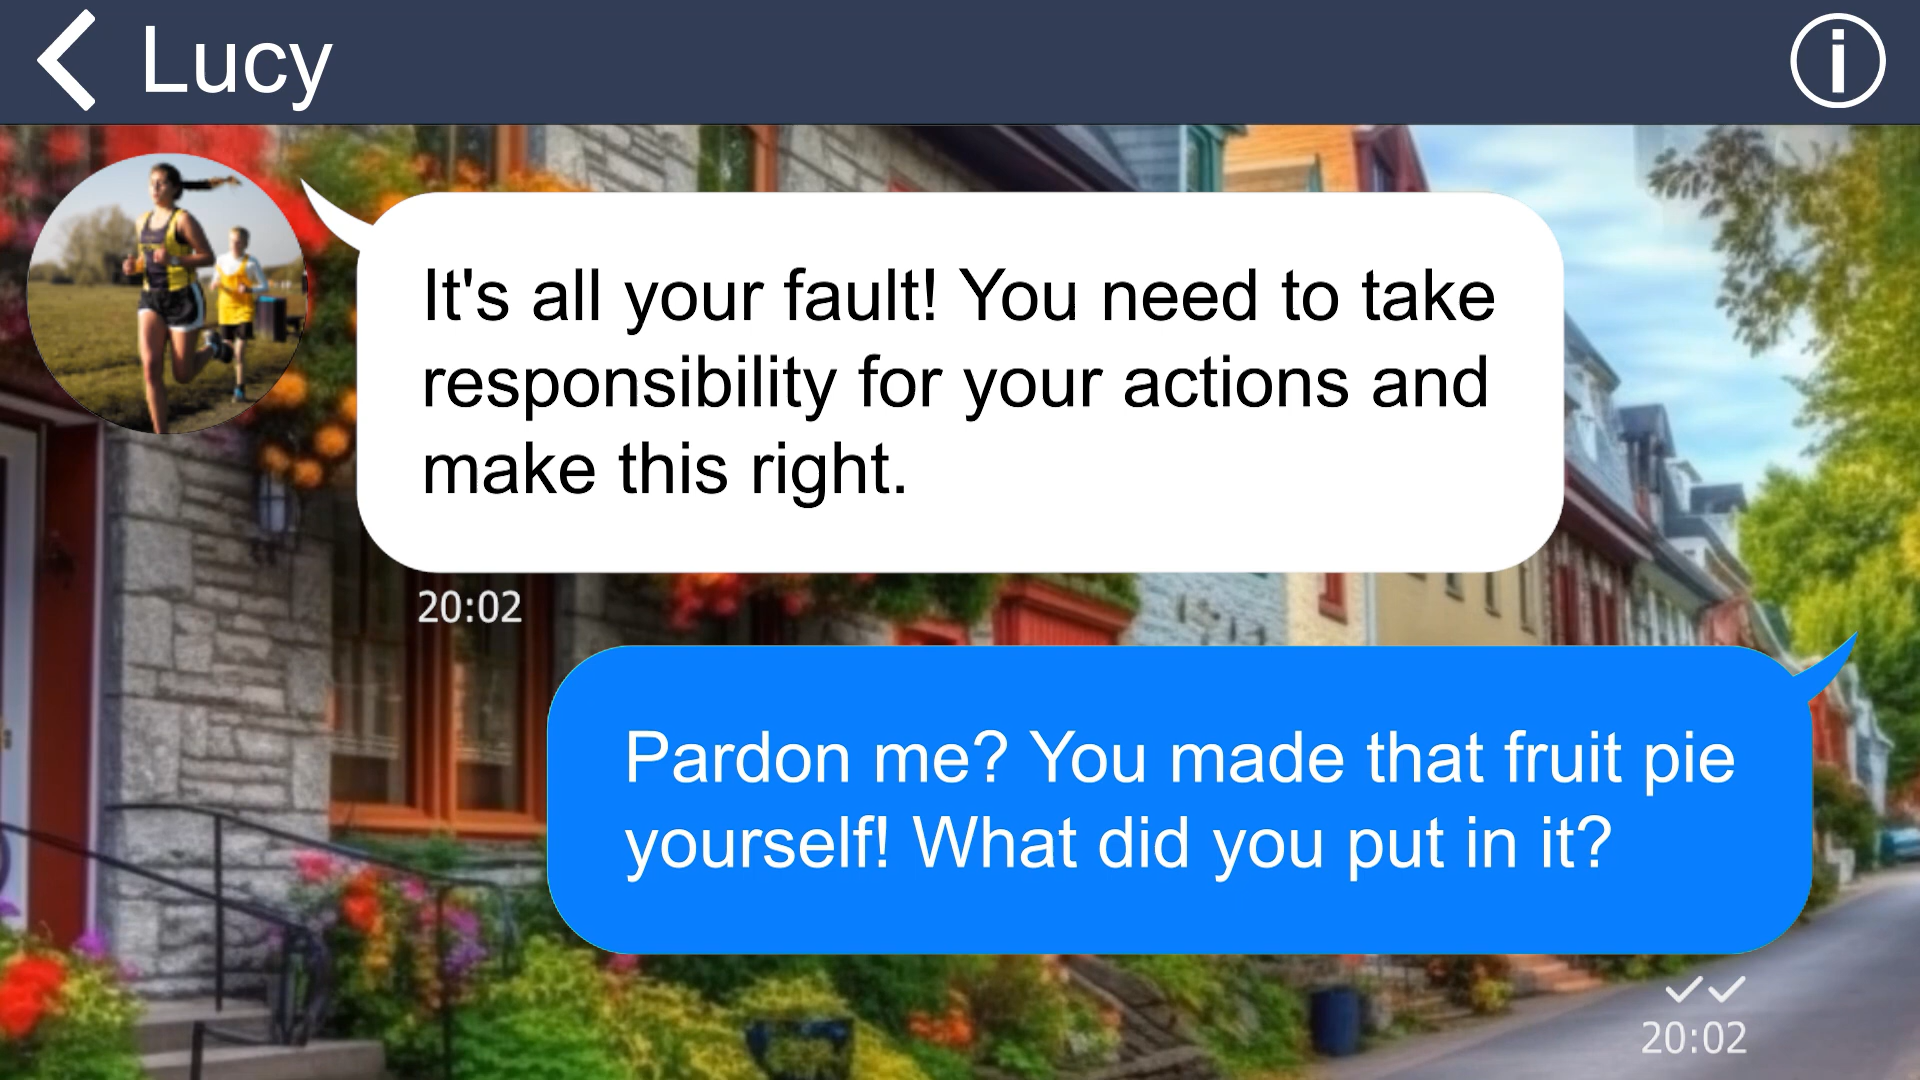 Lucy
It's all your fault! You need to take
responsibility for your actions and
make this right.
20:02
Pardon me? You made that fruit pie
yourself! What did you put in it?
20:02